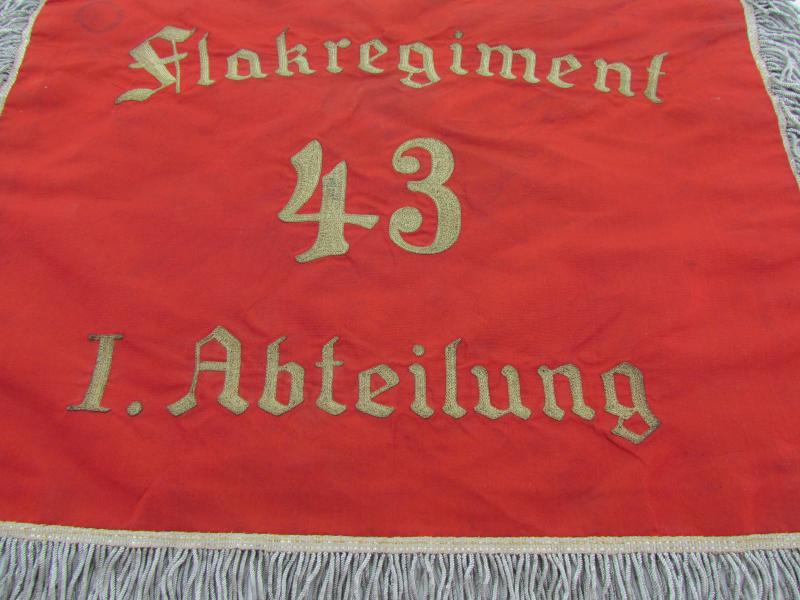 Flakregiment
43
I. Abteilung